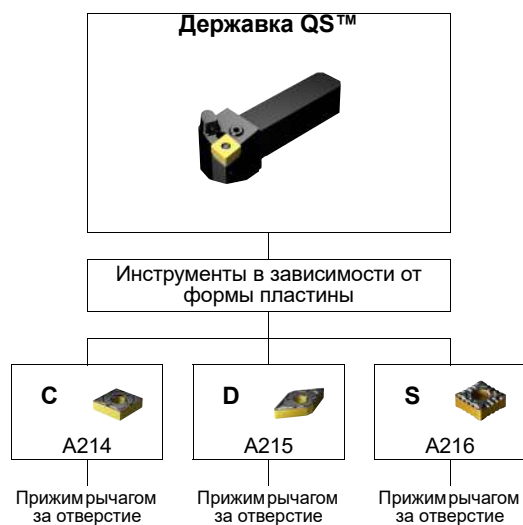 Державка QS™
Инструменты в зависимости от
формы пластины
C
D
S
A214
A215
A216
Прижим рычагом
за отверстие
Прижим рычагом
за отверстие
Прижим рычагом
за отверстие